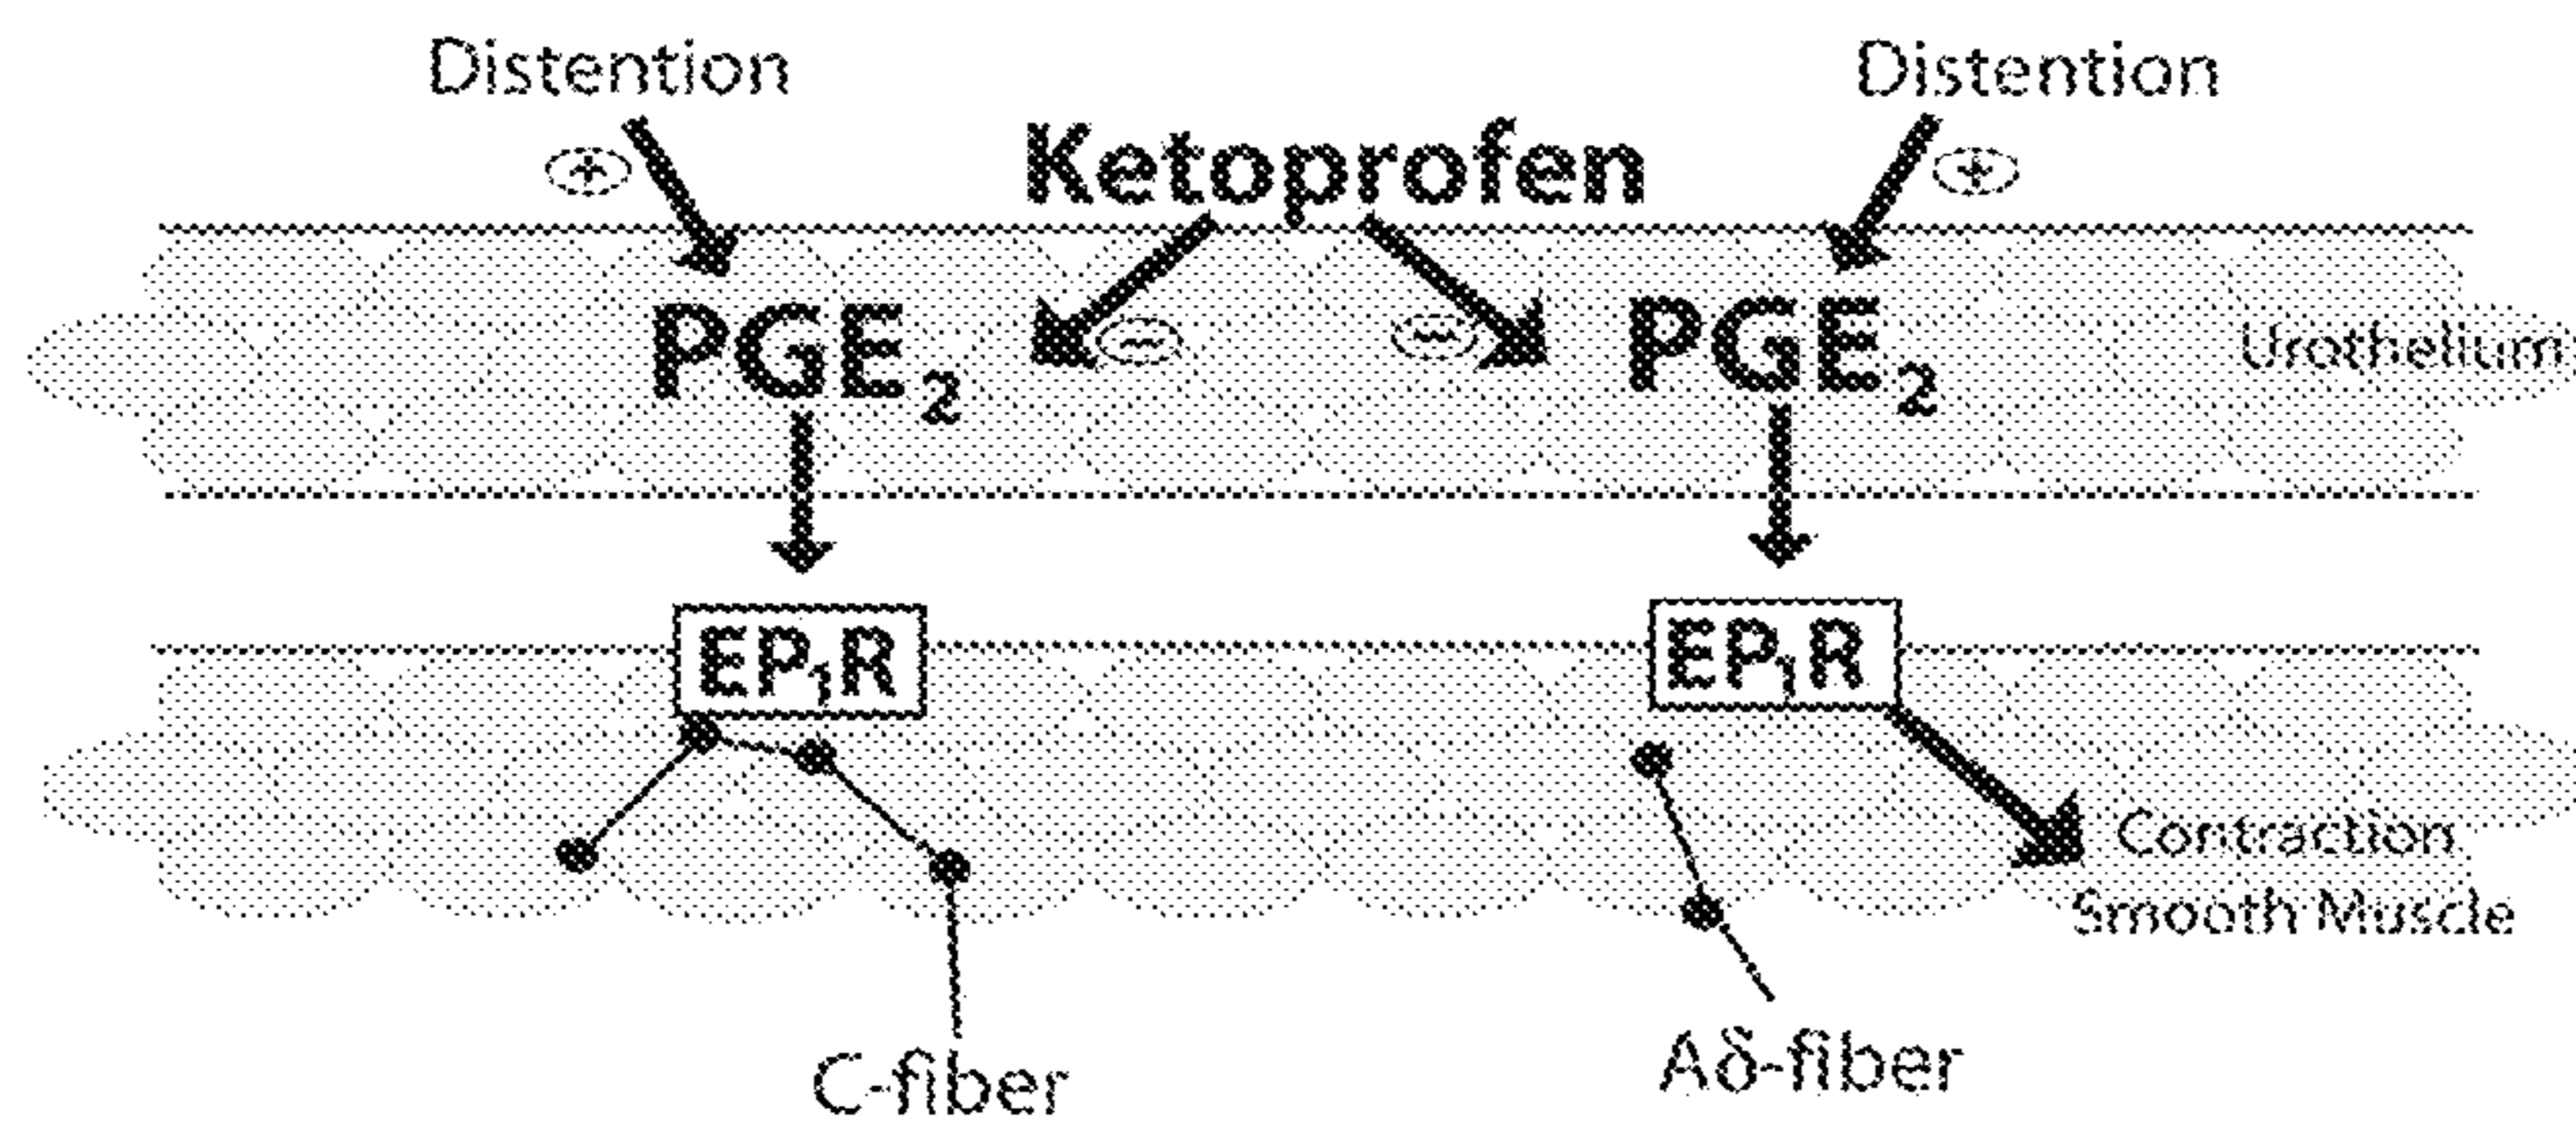 Distention
Distention
+
Ketoprofen
+
PGE2
−
−
PGE2
Urothelium
EP1R
EP1R
Contraction
Smooth Muscle
C-fiber
Aδ-fiber